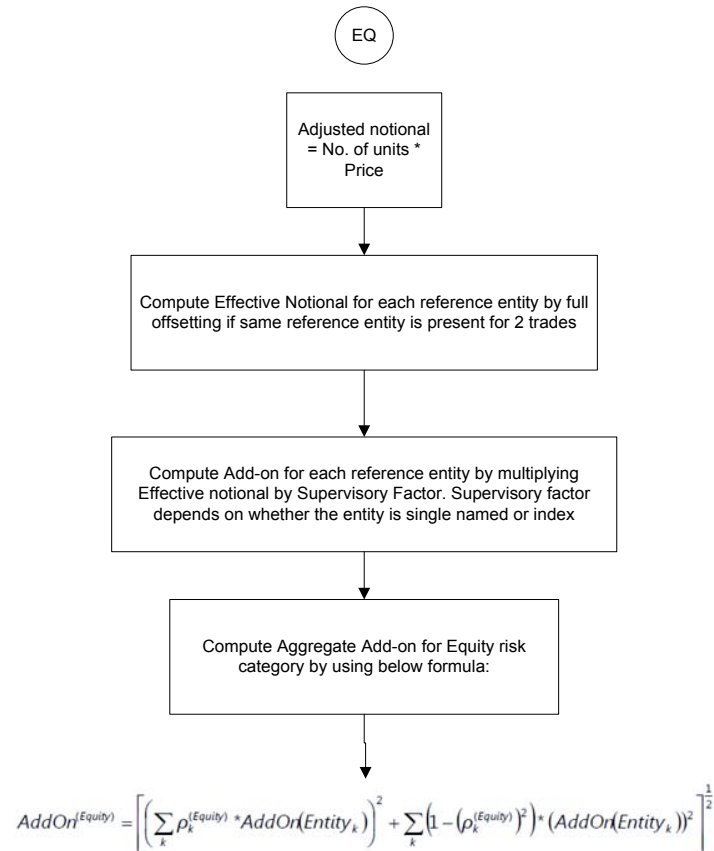 EQ
Adjusted notional
= No. of units *
Price
Compute Effective Notional for each reference entity by full
offsetting if same reference entity is present for 2 trades
Compute Add-on for each reference entity by multiplying
Effective notional by Supervisory Factor. Supervisory factor
depends on whether the entity is single named or index
Compute Aggregate Add-on for Equity risk
category by using below formula:
AddOn^(Equity) = [(∑_k ρ_k^(Equity) * AddOn(Entity_k))^2 + ∑_k (1 − (ρ_k^(Equity))^2) * (AddOn(Entity_k))^2]^(1/2)